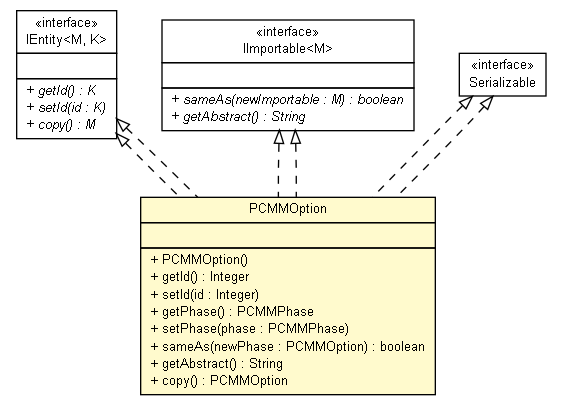 «interface»
IEntity<M, K>
+ getId() : K
+ setId(id : K)
+ copy() : M
«interface»
IImportable<M>
+ sameAs(newImportable : M) : boolean
+ getAbstract() : String
«interface»
Serializable
PCMMOption
+ PCMMOption()
+ getId() : Integer
+ setId(id : Integer)
+ getPhase() : PCMMPhase
+ setPhase(phase : PCMMPhase)
+ sameAs(newPhase : PCMMOption) : boolean
+ getAbstract() : String
+ copy() : PCMMOption